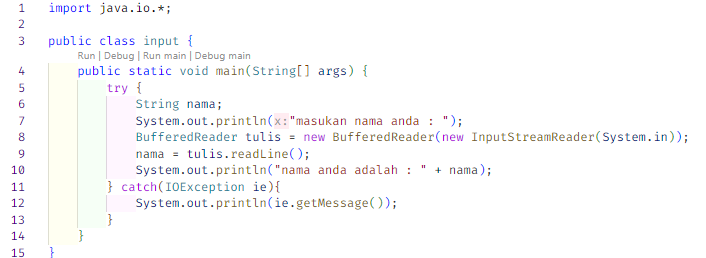 1 import java.io.*;
2
3 public class input {
Run | Debug | Run main | Debug main
4 public static void main(String[] args) {
5 try {
6 String nama;
7 System.out.println(x:"masukan nama anda : ");
8 BufferedReader tulis = new BufferedReader(new InputStreamReader(System.in));
9 nama = tulis.readLine();
10 System.out.println("nama anda adalah : " + nama);
11 } catch(IOException ie){
12 System.out.println(ie.getMessage());
13 }
14 }
15 }